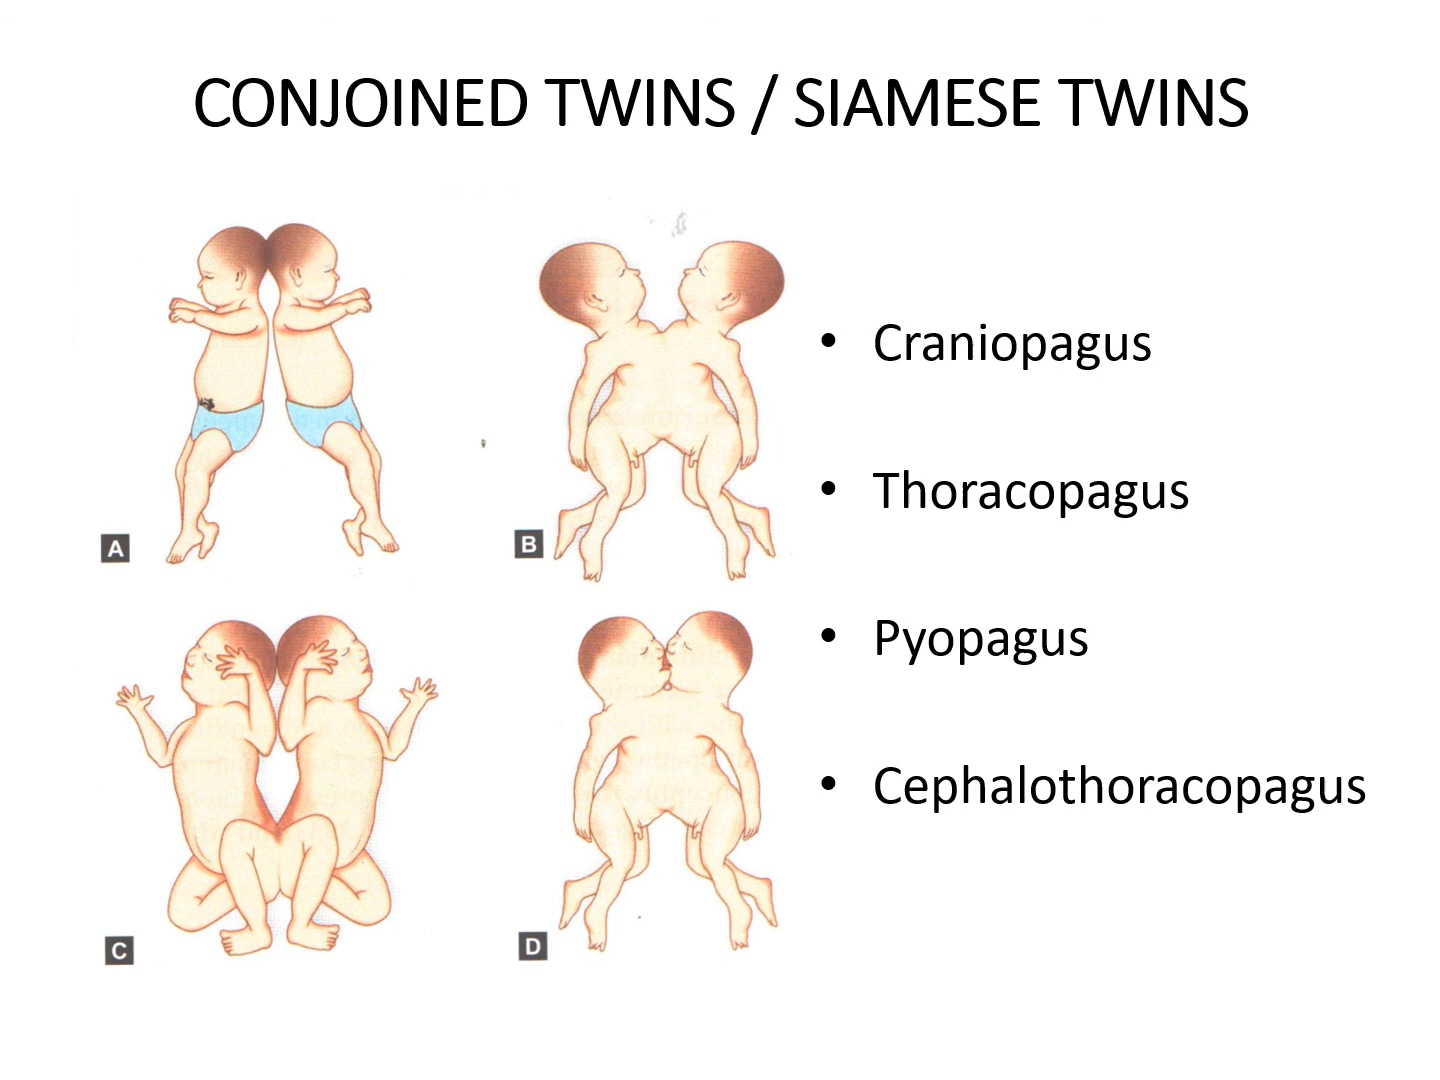 CONJOINED TWINS / SIAMESE TWINS
A
B
C
D
• Craniopagus
• Thoracopagus
• Pyopagus
• Cephalothoracopagus